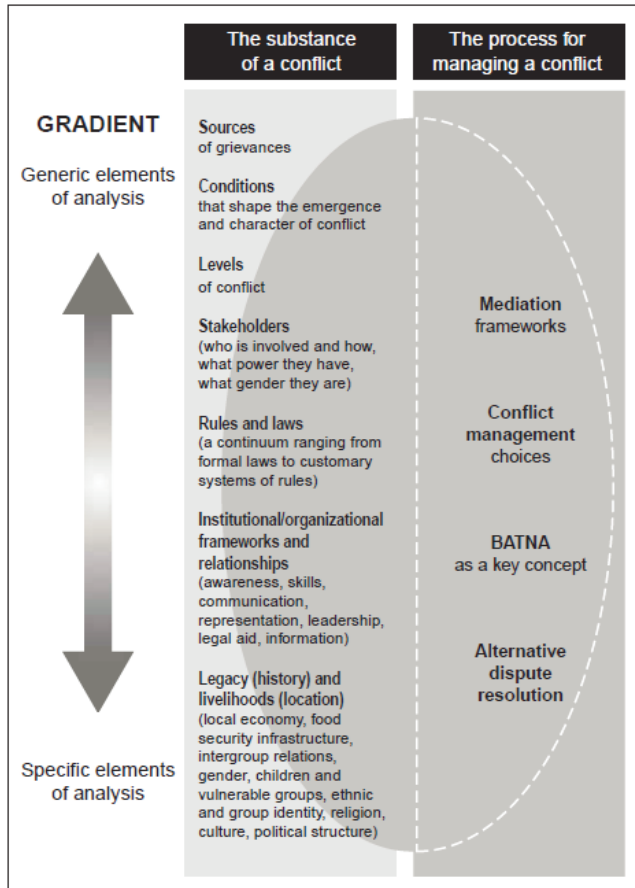 The substance
of a conflict
The process for
managing a conflict
GRADIENT
Generic elements
of analysis
Specific elements
of analysis
Sources
of grievances
Conditions
that shape the emergence
and character of conflict
Levels
of conflict
Stakeholders
(who is involved and how,
what power they have,
what gender they are)
Rules and laws
(a continuum ranging from
formal laws to customary
systems of rules)
Institutional/organizational
frameworks and
relationships
(awareness, skills,
communication,
representation, leadership,
legal aid, information)
Legacy (history) and
livelihoods (location)
(local economy, food
security infrastructure,
intergroup relations,
gender, children and
vulnerable groups, ethnic
and group identity, religion,
culture, political structure)
Mediation
frameworks
Conflict
management
choices
BATNA
as a key concept
Alternative
dispute
resolution